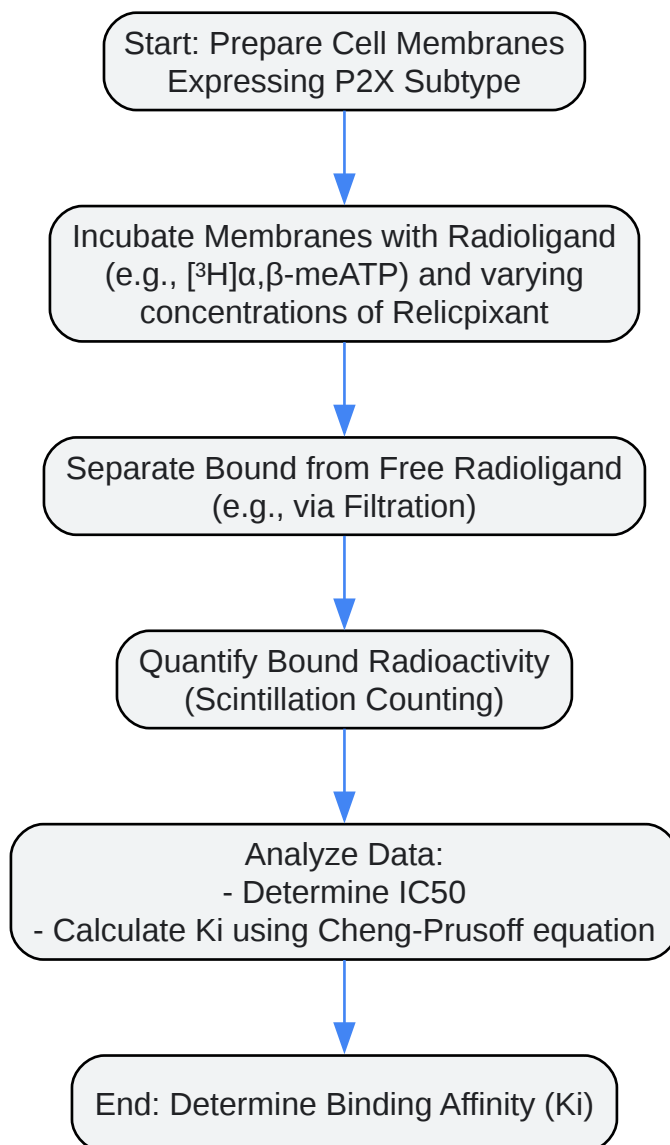 Start: Prepare Cell Membranes
Expressing P2X Subtype
Incubate Membranes with Radioligand
(e.g., [³H]α,β-meATP) and varying
concentrations of Relicpixant
Separate Bound from Free Radioligand
(e.g., via Filtration)
Quantify Bound Radioactivity
(Scintillation Counting)
Analyze Data:
- Determine IC50
- Calculate Ki using Cheng-Prusoff equation
End: Determine Binding Affinity (Ki)